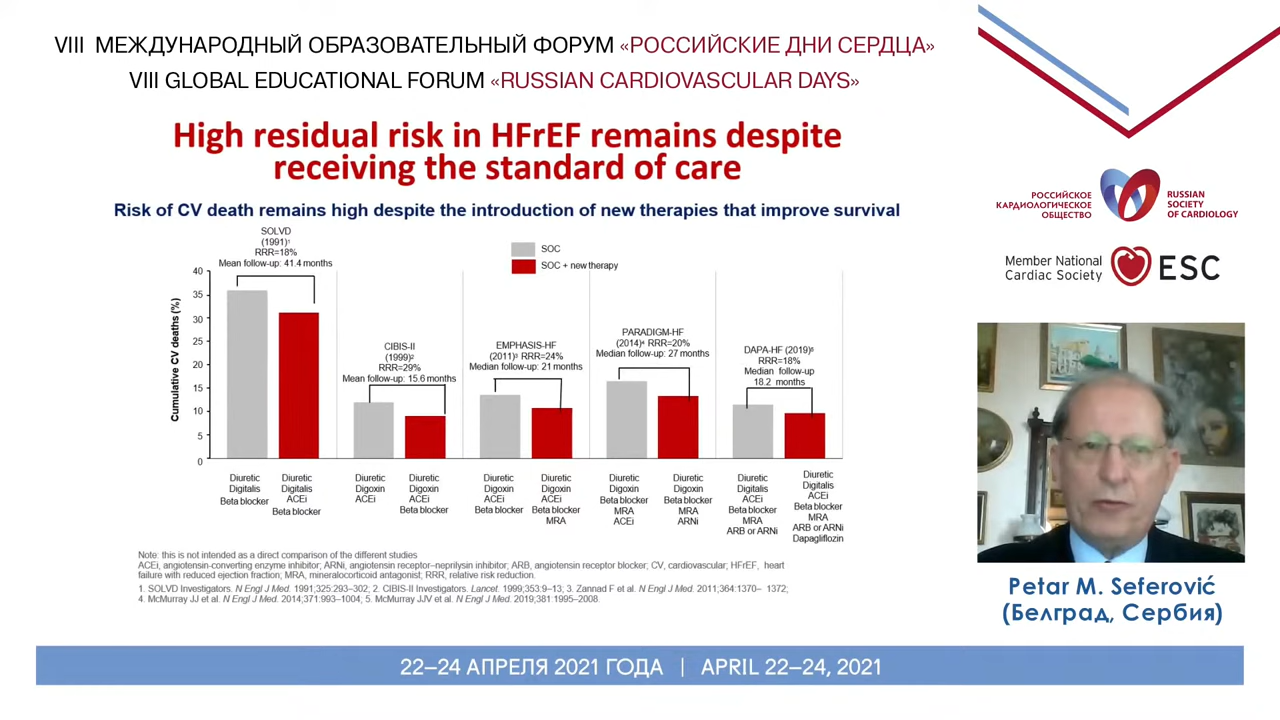 VIII МЕЖДУНАРОДНЫЙ ОБРАЗОВАТЕЛЬНЫЙ ФОРУМ «РОССИЙСКИЕ ДНИ СЕРДЦА»
VIII GLOBAL EDUCATIONAL FORUM «RUSSIAN CARDIOVASCULAR DAYS»
High residual risk in HFrEF remains despite
receiving the standard of care
Risk of CV death remains high despite the introduction of new therapies that improve survival
SOLVD
(1991)¹
RRR=18%
Mean follow-up: 41.4 months
SOC
SOC + new therapy
CIBIS-II
(1999)²
RRR=29%
Mean follow-up: 15.6 months
EMPHASIS-HF
(2011)³ RRR=24%
Median follow-up: 21 months
PARADIGM-HF
(2014)⁴ RRR=20%
Median follow-up: 27 months
DAPA-HF (2019)⁵
RRR=18%
Median follow-up
18.2 months
Cumulative CV deaths (%)
40
35
30
25
20
15
10
5
0
Diuretic
Digitalis
Beta blocker
Diuretic
Digitalis
ACEi
Beta blocker
Diuretic
Digoxin
ACEi
Diuretic
Digoxin
ACEi
Beta blocker
Diuretic
Digoxin
ACEi
Beta blocker
Diuretic
Digoxin
ACEi
Beta blocker
MRA
Diuretic
Digoxin
Beta blocker
MRA
ACEi
Diuretic
Digoxin
Beta blocker
MRA
ARNi
Diuretic
Digitalis
ACEi
Beta blocker
MRA
ARB or ARNi
Diuretic
Digitalis
ACEi
Beta blocker
MRA
ARB or ARNi
Dapagliflozin
Note: this is not intended as a direct comparison of the different studies
ACEi, angiotensin-converting enzyme inhibitor; ARNi, angiotensin receptor–neprilysin inhibitor; ARB, angiotensin receptor blocker; CV, cardiovascular; HFrEF, heart
failure with reduced ejection fraction; MRA, mineralocorticoid antagonist; RRR, relative risk reduction.
1. SOLVD Investigators. N Engl J Med. 1991;325:293–302; 2. CIBIS-II Investigators. Lancet. 1999;353:9–13; 3. Zannad F et al. N Engl J Med. 2011;364:1370– 1372;
4. McMurray JJ et al. N Engl J Med. 2014;371:993–1004; 5. McMurray JJV et al. N Engl J Med. 2019;381:1995–2008.
РОССИЙСКОЕ
КАРДИОЛОГИЧЕСКОЕ
ОБЩЕСТВО
RUSSIAN
SOCIETY
OF CARDIOLOGY
Member National
Cardiac Society
ESC
Petar M. Seferović
(Белград, Сербия)
22–24 АПРЕЛЯ 2021 ГОДА | APRIL 22–24, 2021